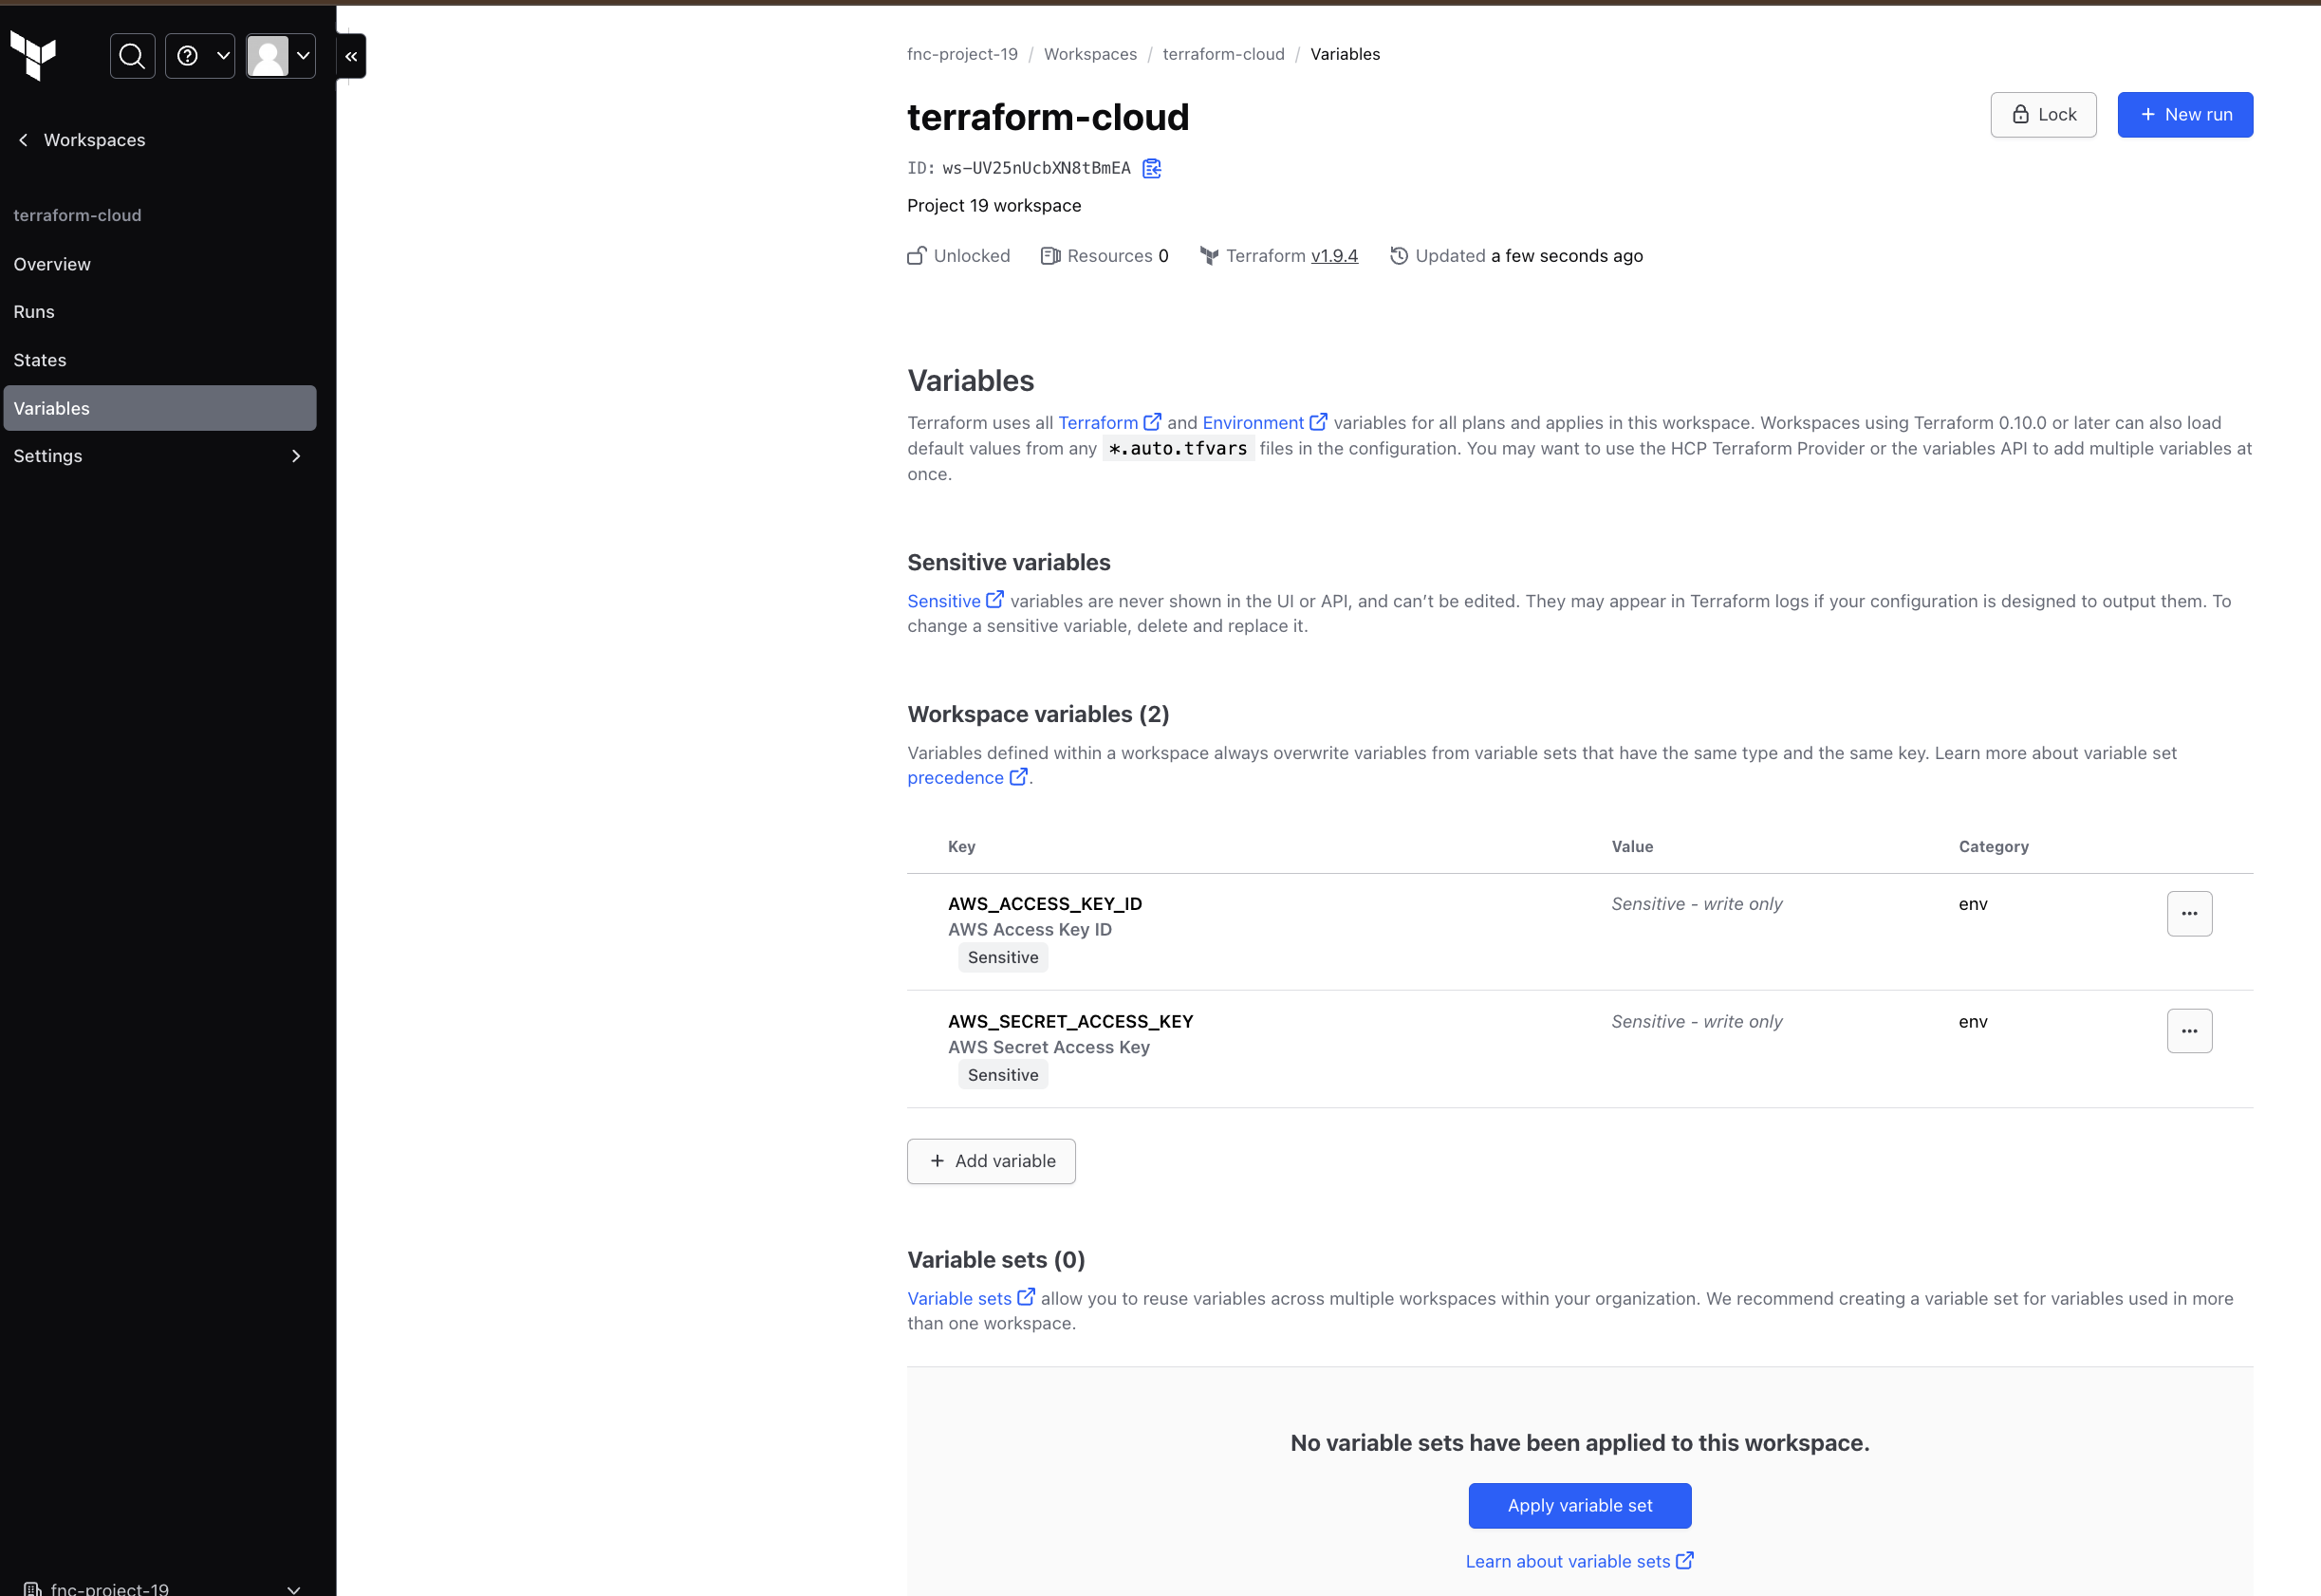 Workspaces
terraform-cloud
Overview
Runs
States
Variables
Settings
fnc-project-19
fnc-project-19 / Workspaces / terraform-cloud / Variables
terraform-cloud
Lock
+ New run
ID: ws-UV25nUcbXN8tBmEA
Project 19 workspace
Unlocked Resources 0 Terraform v1.9.4 Updated a few seconds ago
Variables
Terraform uses all Terraform and Environment variables for all plans and applies in this workspace. Workspaces using Terraform 0.10.0 or later can also load
default values from any *.auto.tfvars files in the configuration. You may want to use the HCP Terraform Provider or the variables API to add multiple variables at
once.
Sensitive variables
Sensitive variables are never shown in the UI or API, and can’t be edited. They may appear in Terraform logs if your configuration is designed to output them. To
change a sensitive variable, delete and replace it.
Workspace variables (2)
Variables defined within a workspace always overwrite variables from variable sets that have the same type and the same key. Learn more about variable set
precedence.
Key Value Category
AWS_ACCESS_KEY_ID Sensitive - write only env
AWS Access Key ID
Sensitive
AWS_SECRET_ACCESS_KEY Sensitive - write only env
AWS Secret Access Key
Sensitive
+ Add variable
Variable sets (0)
Variable sets allow you to reuse variables across multiple workspaces within your organization. We recommend creating a variable set for variables used in more
than one workspace.
No variable sets have been applied to this workspace.
Apply variable set
Learn about variable sets